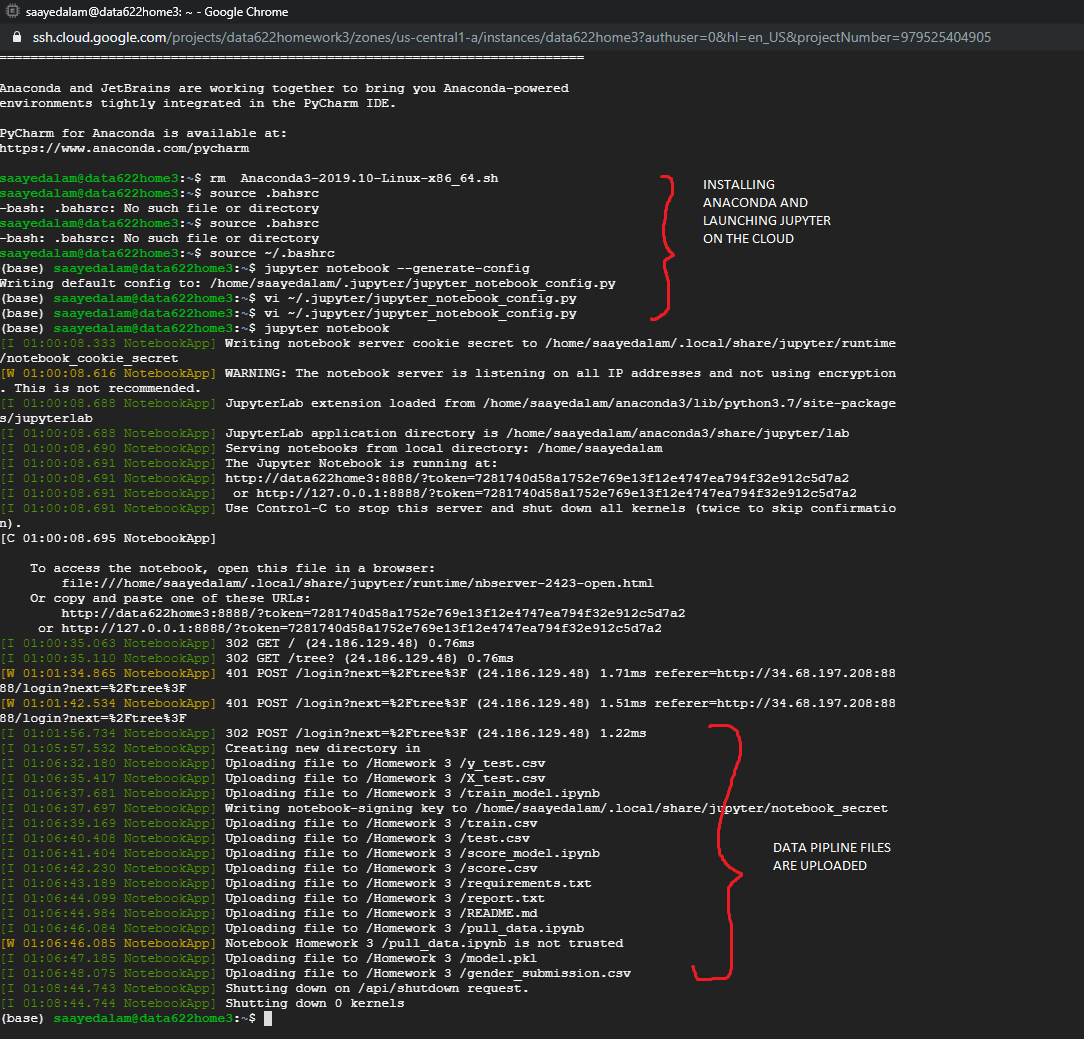 saayedalam@data622home3: ~ - Google Chrome
ssh.cloud.google.com/projects/data622homework3/zones/us-central1-a/instances/data622home3?authuser=0&hl=en_US&projectNumber=979525404905
===========================================================================
Anaconda and JetBrains are working together to bring you Anaconda-powered
environments tightly integrated in the PyCharm IDE.
PyCharm for Anaconda is available at:
https://www.anaconda.com/pycharm
saayedalam@data622home3:~$ rm  Anaconda3-2019.10-Linux-x86_64.sh
saayedalam@data622home3:~$ source .bahsrc
-bash: .bahsrc: No such file or directory
saayedalam@data622home3:~$ source .bahsrc
-bash: .bahsrc: No such file or directory
saayedalam@data622home3:~$ source ~/.bashrc
(base) saayedalam@data622home3:~$ jupyter notebook --generate-config
Writing default config to: /home/saayedalam/.jupyter/jupyter_notebook_config.py
(base) saayedalam@data622home3:~$ vi ~/.jupyter/jupyter_notebook_config.py
(base) saayedalam@data622home3:~$ vi ~/.jupyter/jupyter_notebook_config.py
(base) saayedalam@data622home3:~$ jupyter notebook
INSTALLING
ANACONDA AND
LAUNCHING JUPYTER
ON THE CLOUD
[I 01:00:08.333 NotebookApp] Writing notebook server cookie secret to /home/saayedalam/.local/share/jupyter/runtime
/notebook_cookie_secret
[W 01:00:08.616 NotebookApp] WARNING: The notebook server is listening on all IP addresses and not using encryption
. This is not recommended.
[I 01:00:08.688 NotebookApp] JupyterLab extension loaded from /home/saayedalam/anaconda3/lib/python3.7/site-package
s/jupyterlab
[I 01:00:08.688 NotebookApp] JupyterLab application directory is /home/saayedalam/anaconda3/share/jupyter/lab
[I 01:00:08.690 NotebookApp] Serving notebooks from local directory: /home/saayedalam
[I 01:00:08.691 NotebookApp] The Jupyter Notebook is running at:
[I 01:00:08.691 NotebookApp] http://data622home3:8888/?token=7281740d58a1752e769e13f12e4747ea794f32e912c5d7a2
[I 01:00:08.691 NotebookApp]  or http://127.0.0.1:8888/?token=7281740d58a1752e769e13f12e4747ea794f32e912c5d7a2
[I 01:00:08.691 NotebookApp] Use Control-C to stop this server and shut down all kernels (twice to skip confirmatio
n).
[C 01:00:08.695 NotebookApp]
To access the notebook, open this file in a browser:
file:///home/saayedalam/.local/share/jupyter/runtime/nbserver-2423-open.html
Or copy and paste one of these URLs:
http://data622home3:8888/?token=7281740d58a1752e769e13f12e4747ea794f32e912c5d7a2
or http://127.0.0.1:8888/?token=7281740d58a1752e769e13f12e4747ea794f32e912c5d7a2
[I 01:00:35.063 NotebookApp] 302 GET / (24.186.129.48) 0.76ms
[I 01:00:35.110 NotebookApp] 302 GET /tree? (24.186.129.48) 0.76ms
[W 01:01:34.865 NotebookApp] 401 POST /login?next=%2Ftree%3F (24.186.129.48) 1.71ms referer=http://34.68.197.208:88
88/login?next=%2Ftree%3F
[W 01:01:42.534 NotebookApp] 401 POST /login?next=%2Ftree%3F (24.186.129.48) 1.51ms referer=http://34.68.197.208:88
88/login?next=%2Ftree%3F
[I 01:01:56.734 NotebookApp] 302 POST /login?next=%2Ftree%3F (24.186.129.48) 1.22ms
[I 01:05:57.532 NotebookApp] Creating new directory in
[I 01:06:32.180 NotebookApp] Uploading file to /Homework 3 /y_test.csv
[I 01:06:35.417 NotebookApp] Uploading file to /Homework 3 /X_test.csv
[I 01:06:37.681 NotebookApp] Uploading file to /Homework 3 /train_model.ipynb
[I 01:06:37.697 NotebookApp] Writing notebook-signing key to /home/saayedalam/.local/share/jupyter/notebook_secret
[I 01:06:39.169 NotebookApp] Uploading file to /Homework 3 /train.csv
[I 01:06:40.408 NotebookApp] Uploading file to /Homework 3 /test.csv
[I 01:06:41.404 NotebookApp] Uploading file to /Homework 3 /score_model.ipynb
[I 01:06:42.230 NotebookApp] Uploading file to /Homework 3 /score.csv
[I 01:06:43.189 NotebookApp] Uploading file to /Homework 3 /requirements.txt
[I 01:06:44.099 NotebookApp] Uploading file to /Homework 3 /report.txt
[I 01:06:44.984 NotebookApp] Uploading file to /Homework 3 /README.md
[I 01:06:46.084 NotebookApp] Uploading file to /Homework 3 /pull_data.ipynb
[W 01:06:46.085 NotebookApp] Notebook Homework 3 /pull_data.ipynb is not trusted
[I 01:06:47.185 NotebookApp] Uploading file to /Homework 3 /model.pkl
[I 01:06:48.075 NotebookApp] Uploading file to /Homework 3 /gender_submission.csv
DATA PIPLINE FILES
ARE UPLOADED
[I 01:08:44.743 NotebookApp] Shutting down on /api/shutdown request.
[I 01:08:44.744 NotebookApp] Shutting down 0 kernels
(base) saayedalam@data622home3:~$